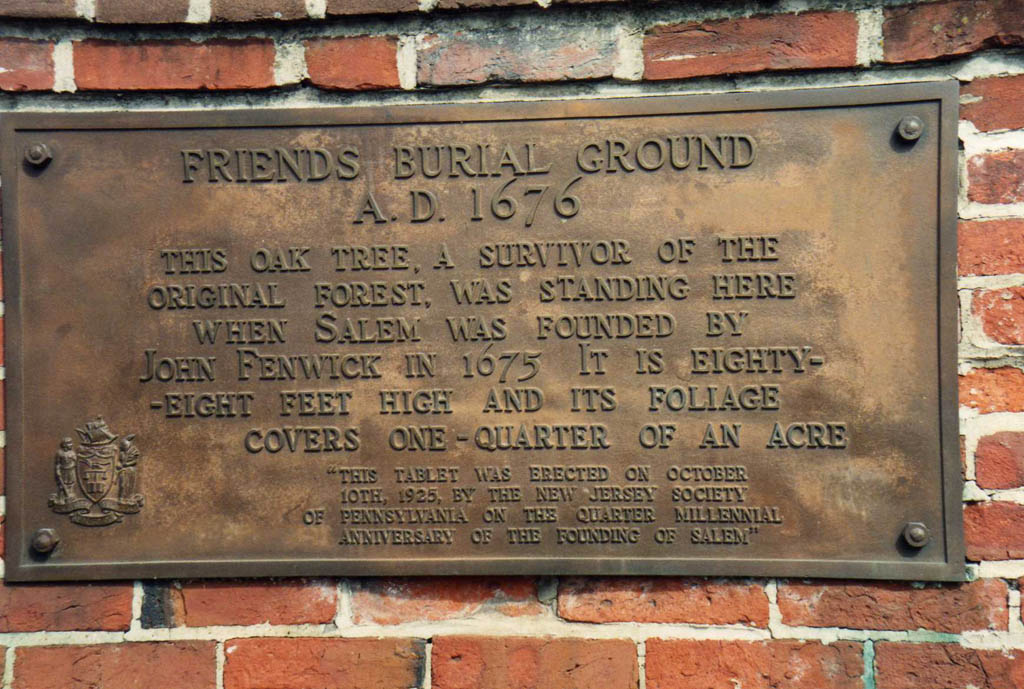 FRIENDS BURIAL GROUND
A.D. 1676
THIS OAK TREE, A SURVIVOR OF THE
ORIGINAL FOREST, WAS STANDING HERE
WHEN SALEM WAS FOUNDED BY
JOHN FENWICK IN 1675 IT IS EIGHTY-
-EIGHT FEET HIGH AND ITS FOLIAGE
COVERS ONE-QUARTER OF AN ACRE
"THIS TABLET WAS ERECTED ON OCTOBER
10TH, 1925, BY THE NEW JERSEY SOCIETY
OF PENNSYLVANIA ON THE QUARTER MILLENNIAL
ANNIVERSARY OF THE FOUNDING OF SALEM"